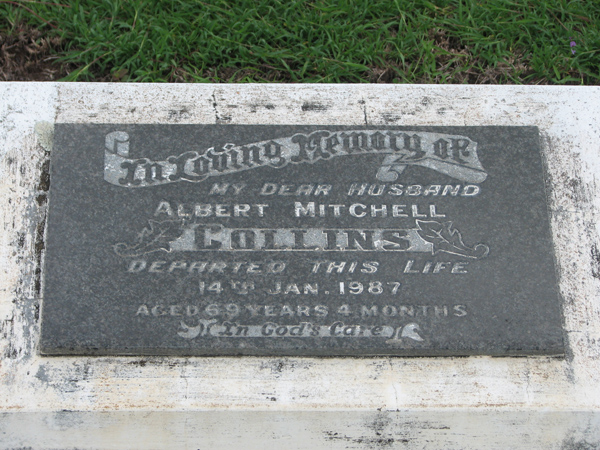 In Loving Memory of
MY DEAR HUSBAND
ALBERT MITCHELL
COLLINS
DEPARTED THIS LIFE
14TH JAN. 1987
AGED 69 YEARS 4 MONTHS
In God's Care